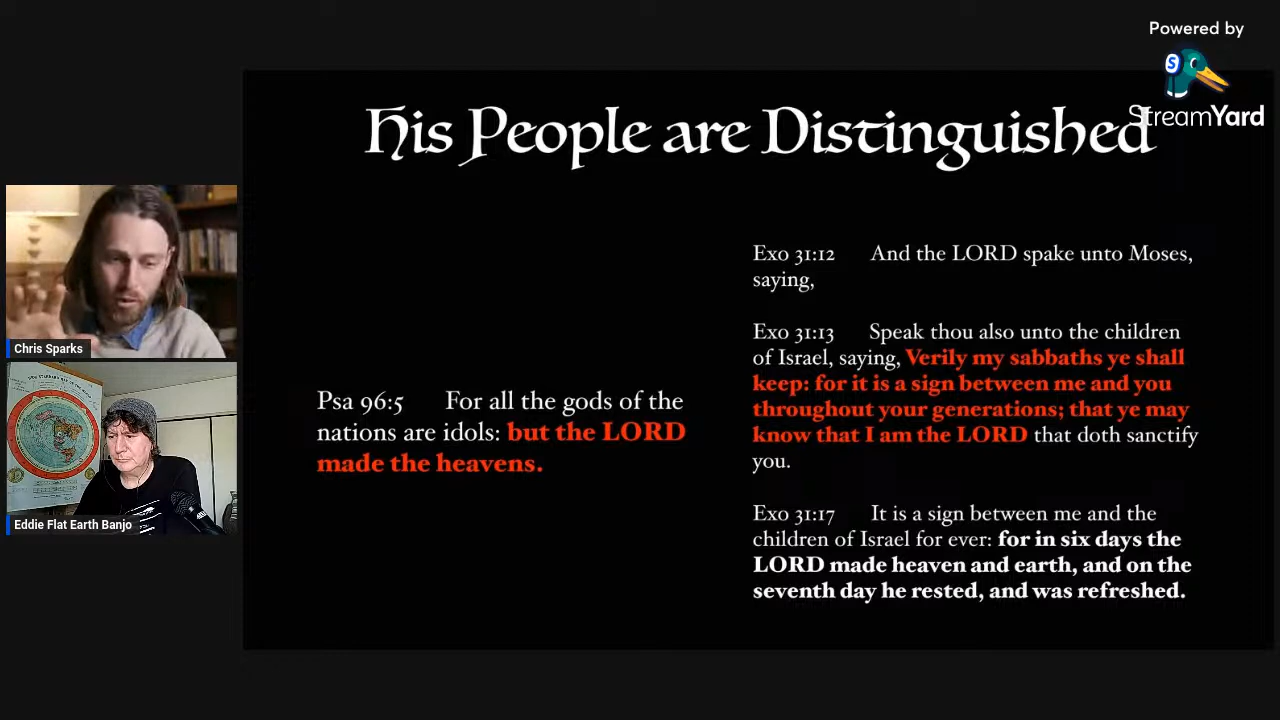 Powered by
StreamYard
His People are Distinguished
Psa 96:5 For all the gods of the
nations are idols: but the LORD
made the heavens.
Exo 31:12 And the LORD spake unto Moses,
saying,
Exo 31:13 Speak thou also unto the children
of Israel, saying, Verily my sabbaths ye shall
keep: for it is a sign between me and you
throughout your generations; that ye may
know that I am the LORD that doth sanctify
you.
Exo 31:17 It is a sign between me and the
children of Israel for ever: for in six days the
LORD made heaven and earth, and on the
seventh day he rested, and was refreshed.
Chris Sparks
Eddie Flat Earth Banjo